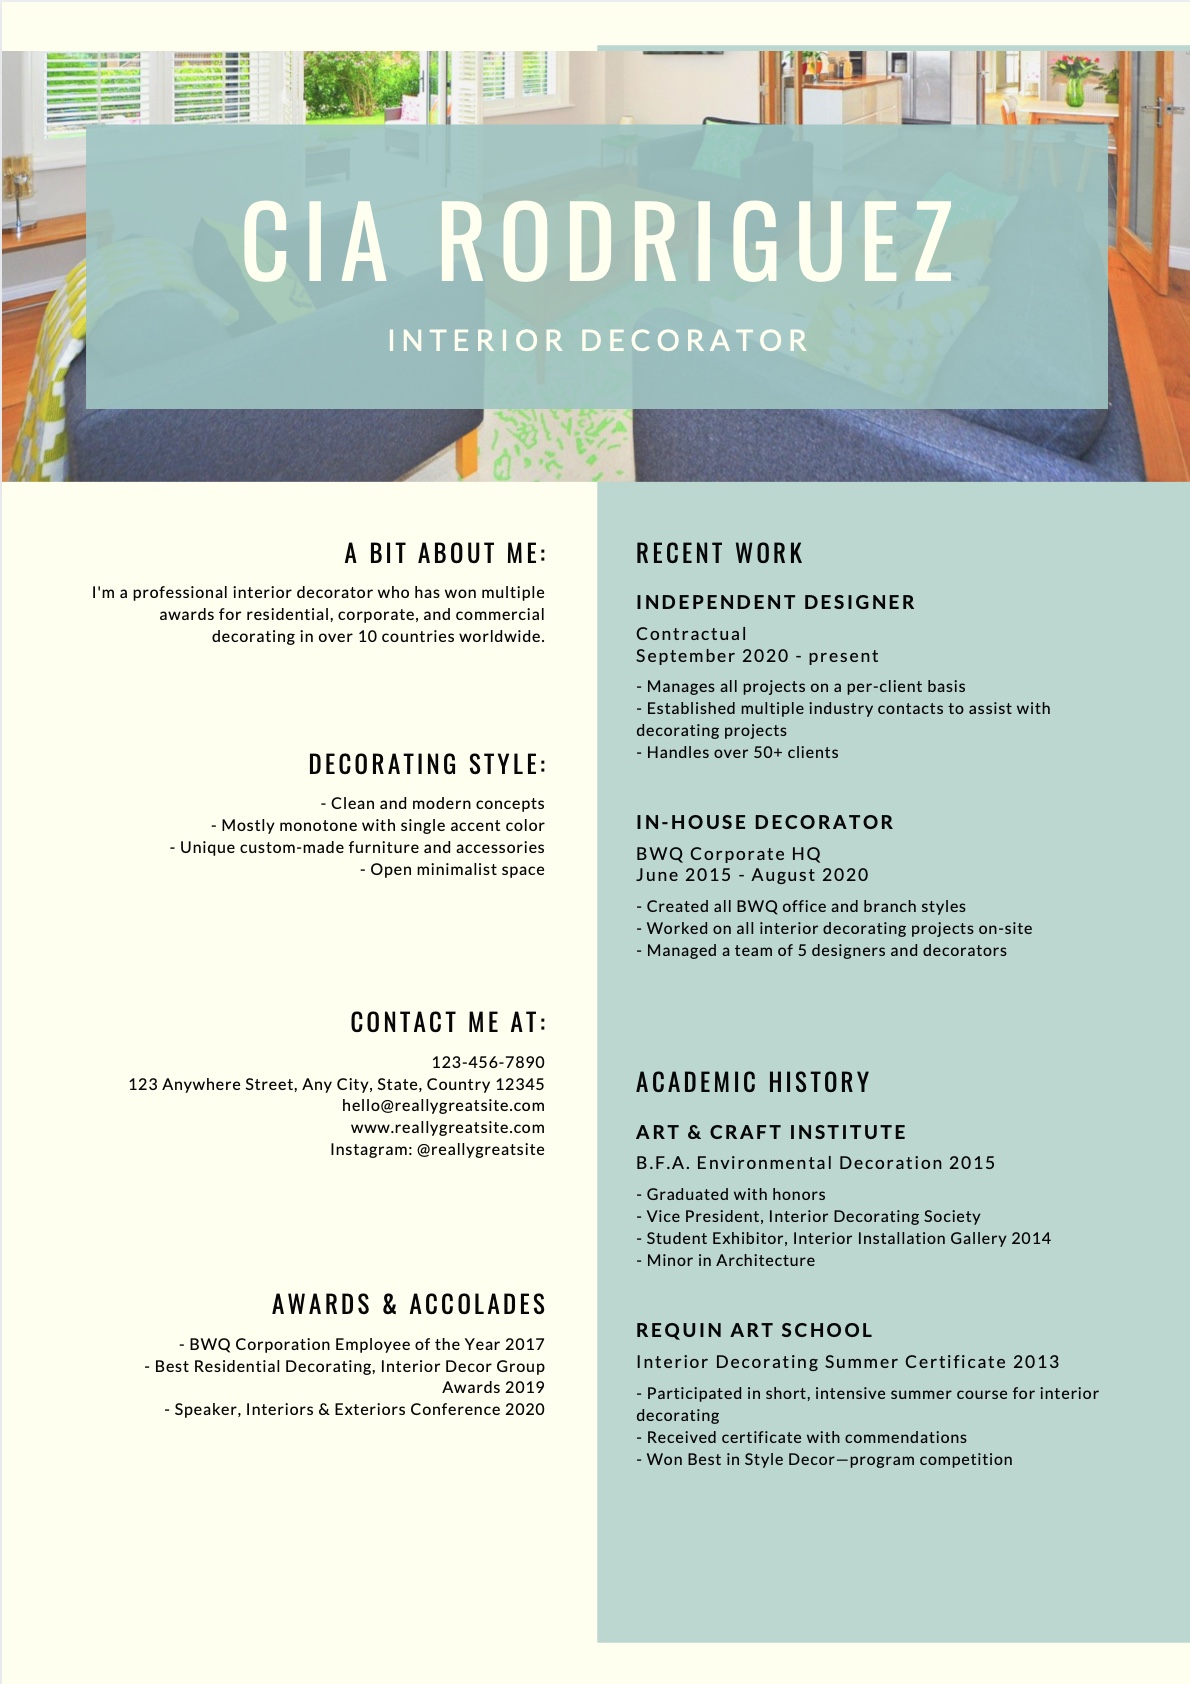 CIA RODRIGUEZ
INTERIOR DECORATOR
A BIT ABOUT ME:
I'm a professional interior decorator who has won multiple
awards for residential, corporate, and commercial
decorating in over 10 countries worldwide.
DECORATING STYLE:
- Clean and modern concepts
- Mostly monotone with single accent color
- Unique custom-made furniture and accessories
- Open minimalist space
CONTACT ME AT:
123-456-7890
123 Anywhere Street, Any City, State, Country 12345
hello@reallygreatsite.com
www.reallygreatsite.com
Instagram: @reallygreatsite
AWARDS & ACCOLADES
- BWQ Corporation Employee of the Year 2017
- Best Residential Decorating, Interior Decor Group
Awards 2019
- Speaker, Interiors & Exteriors Conference 2020
RECENT WORK
INDEPENDENT DESIGNER
Contractual
September 2020 - present
- Manages all projects on a per-client basis
- Established multiple industry contacts to assist with
decorating projects
- Handles over 50+ clients
IN-HOUSE DECORATOR
BWQ Corporate HQ
June 2015 - August 2020
- Created all BWQ office and branch styles
- Worked on all interior decorating projects on-site
- Managed a team of 5 designers and decorators
ACADEMIC HISTORY
ART & CRAFT INSTITUTE
B.F.A. Environmental Decoration 2015
- Graduated with honors
- Vice President, Interior Decorating Society
- Student Exhibitor, Interior Installation Gallery 2014
- Minor in Architecture
REQUIN ART SCHOOL
Interior Decorating Summer Certificate 2013
- Participated in short, intensive summer course for interior
decorating
- Received certificate with commendations
- Won Best in Style Decor—program competition